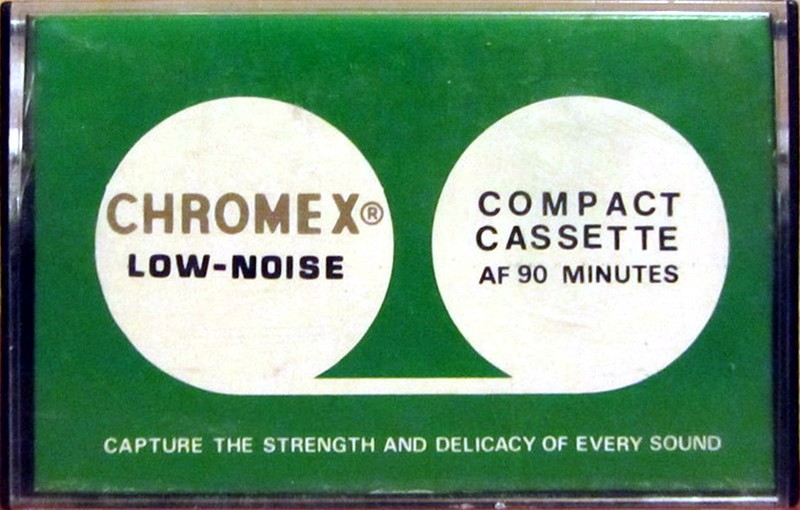 CHROMEX®
LOW-NOISE
COMPACT
CASSETTE
AF 90 MINUTES
CAPTURE THE STRENGTH AND DELICACY OF EVERY SOUND